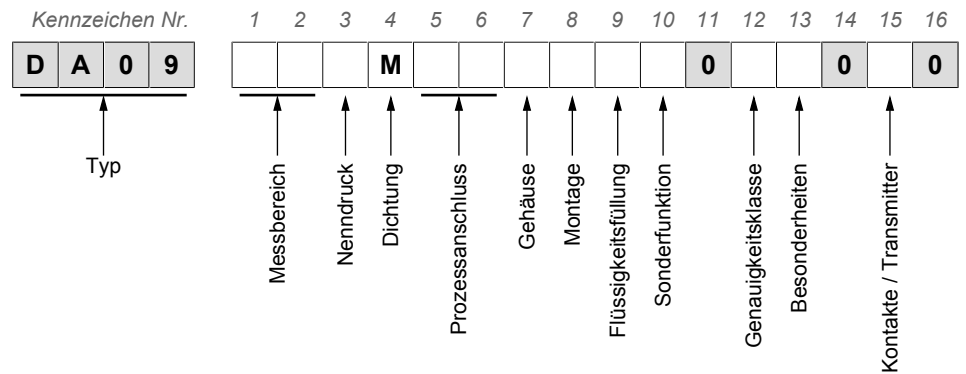 Kennzeichen Nr. 1 2 3 4 5 6 7 8 9 10 11 12 13 14 15 16
D A 0 9 M 0 0 0
Typ
Messbereich
Nenndruck
Dichtung
Prozessanschluss
Gehäuse
Montage
Flüssigkeitsfüllung
Sonderfunktion
Genauigkeitsklasse
Besonderheiten
Kontakte / Transmitter